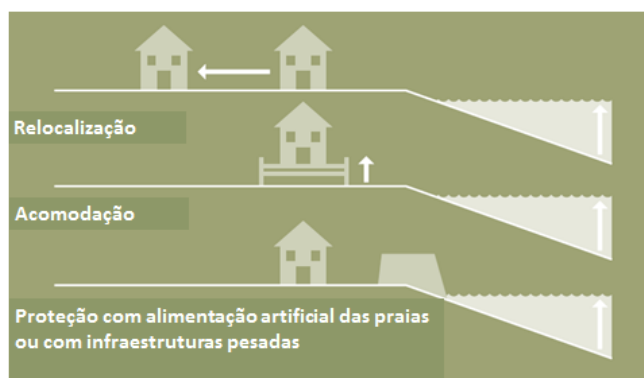 Relocalização
Acomodação
Proteção com alimentação artificial das praias
ou com infraestruturas pesadas